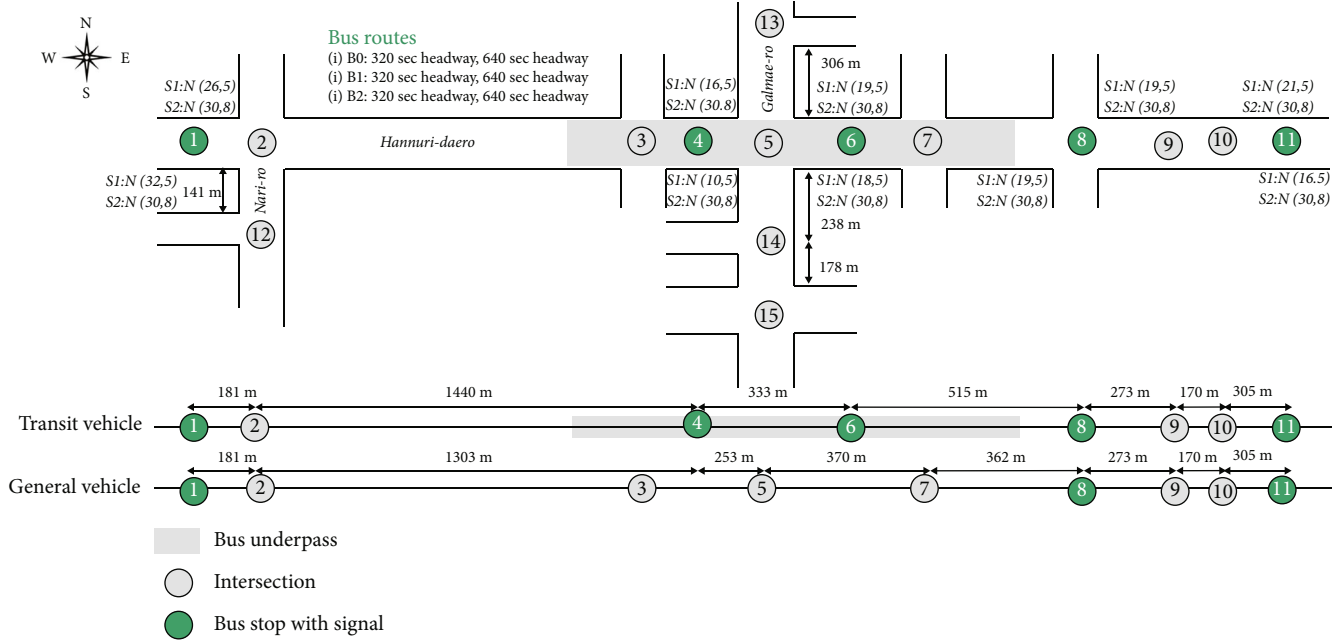 N
W E
S
Bus routes
(i) B0: 320 sec headway, 640 sec headway
(i) B1: 320 sec headway, 640 sec headway
(i) B2: 320 sec headway, 640 sec headway
S1:N (26,5)
S2:N (30,8)
S1:N (16,5)
S2:N (30.8)
Galmae-ro
13
306 m
S1:N (19,5)
S2:N (30,8)
S1:N (19,5)
S2:N (30,8)
S1:N (21,5)
S2:N (30,8)
1
2
Hannuri-daero
3
4
5
6
7
8
9
10
11
S1:N (32,5)
S2:N (30,8)
141 m
Nari-ro
12
S1:N (10,5)
S2:N (30,8)
S1:N (18,5)
S2:N (30,8)
238 m
S1:N (19,5)
S2:N (30,8)
S1:N (16.5)
S2:N (30,8)
14
178 m
15
181 m 1440 m 333 m 515 m 273 m 170 m 305 m
Transit vehicle 1 2 4 6 8 9 10 11
181 m 1303 m 253 m 370 m 362 m 273 m 170 m 305 m
General vehicle 1 2 3 5 7 8 9 10 11
Bus underpass
Intersection
Bus stop with signal